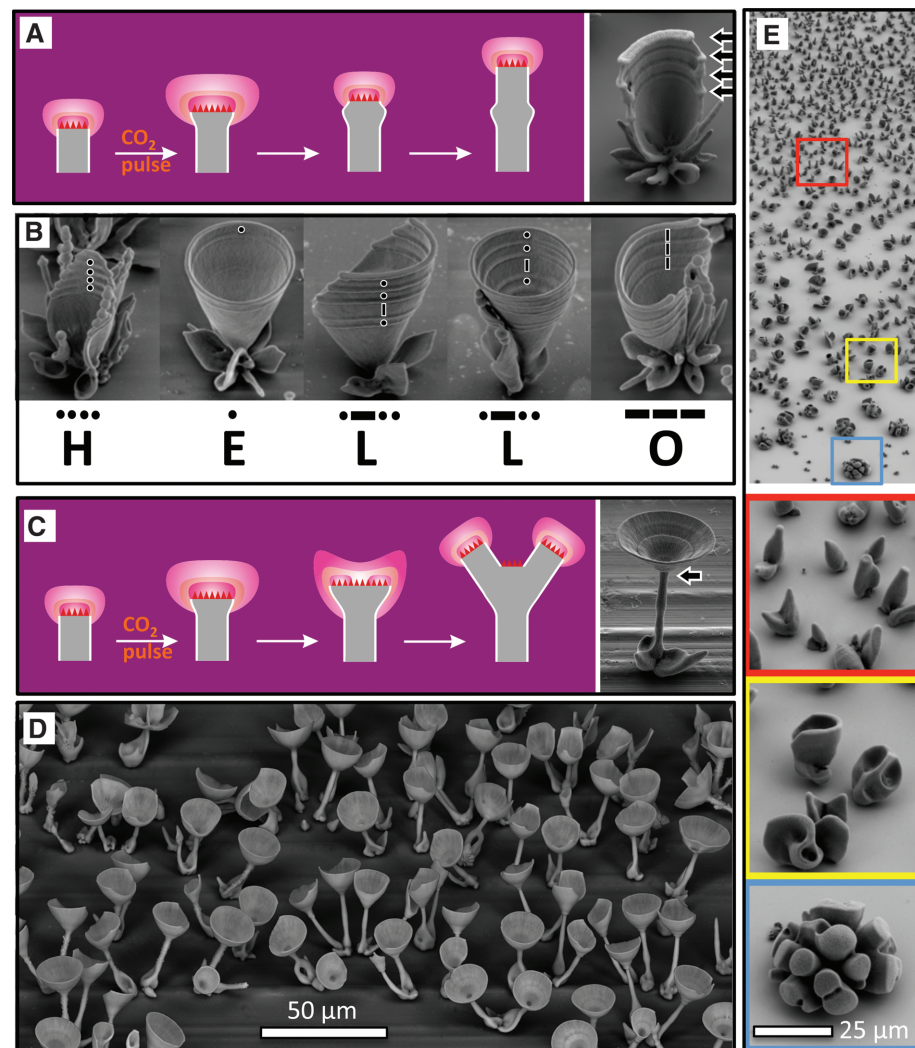 A
CO2
pulse
B
•••• • •▬•• •▬•• ▬▬▬
H E L L O
C
CO2
pulse
D
50 µm
E
25 µm